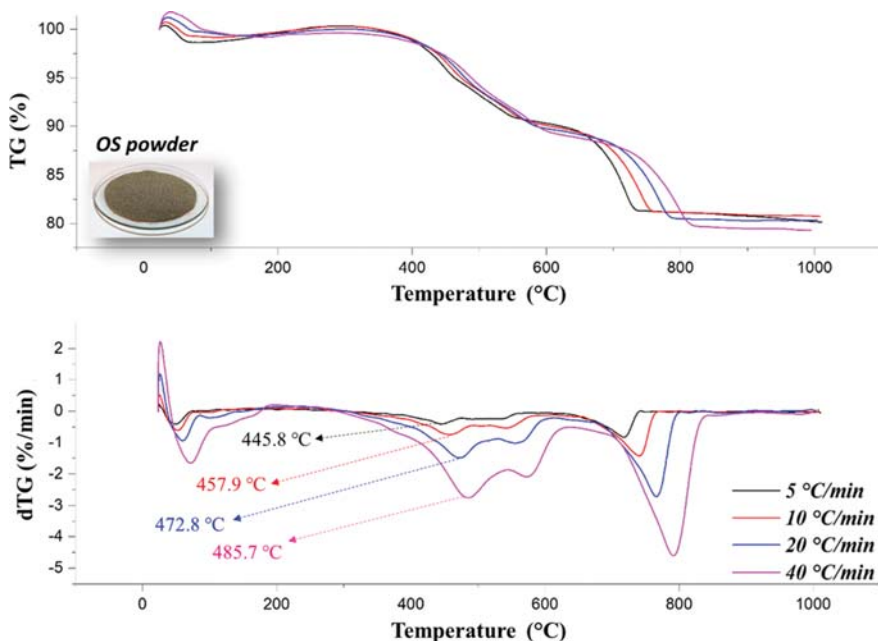 100
95
90
85
80
TG (%)
OS powder
0 200 400 600 800 1000
Temperature (°C)
2
1
0
-1
-2
-3
-4
-5
dTG (%/min)
445.8 °C
457.9 °C
472.8 °C
485.7 °C
5 °C/min
10 °C/min
20 °C/min
40 °C/min
0 200 400 600 800 1000
Temperature (°C)